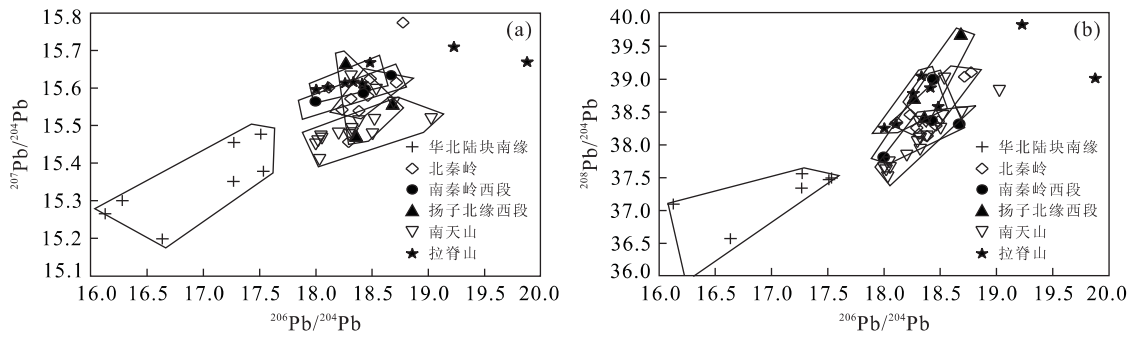 (a)
15.8
15.7
15.6
15.5
15.4
15.3
15.2
15.1
²⁰⁷Pb/²⁰⁴Pb
华北陆块南缘
北秦岭
南秦岭西段
扬子北缘西段
南天山
拉脊山
16.0 16.5 17.0 17.5 18.0 18.5 19.0 19.5 20.0
²⁰⁶Pb/²⁰⁴Pb
(b)
40.0
39.5
39.0
38.5
38.0
37.5
37.0
36.5
36.0
²⁰⁸Pb/²⁰⁴Pb
华北陆块南缘
北秦岭
南秦岭西段
扬子北缘西段
南天山
拉脊山
16.0 16.5 17.0 17.5 18.0 18.5 19.0 19.5 20.0
²⁰⁶Pb/²⁰⁴Pb